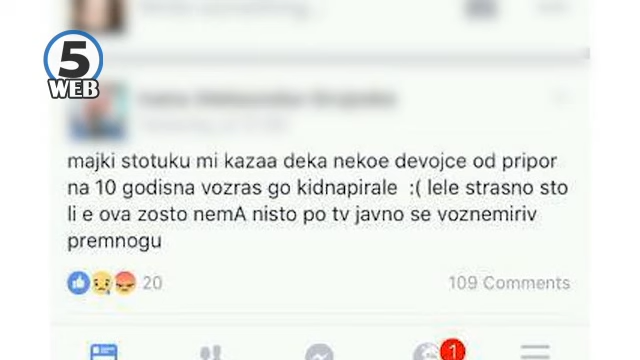 5
WEB
majki stotuku mi kazaa deka nekoe devojce od pripor
na 10 godisna vozras go kidnapirale :( lele strasno sto
li e ova zosto nemA nisto po tv javno se voznemiriv
premnogu
20
109 Comments
1